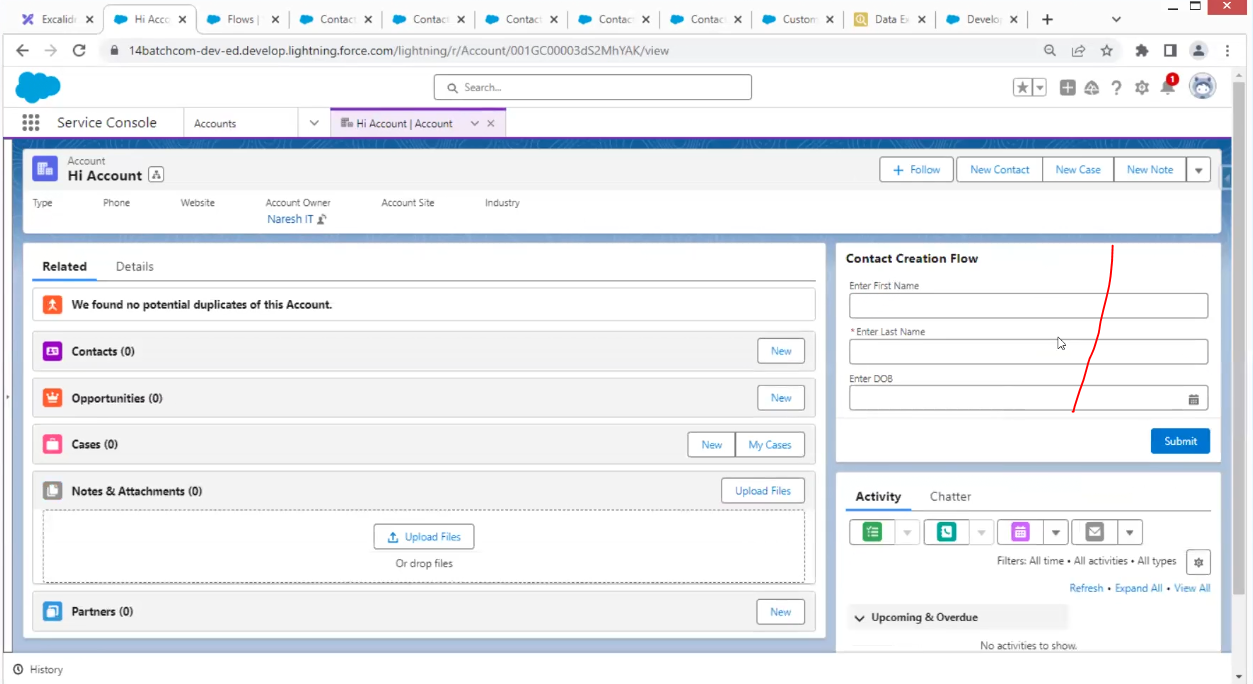 Excalid
Hi Acco
Flows |
Contac
Contac
Contac
Contac
Contac
Custom
Data E
Develo
14batchcom-dev-ed.develop.lightning.force.com/lightning/r/Account/001GC00003dS2MhYAK/view
Search...
1
Service Console
Accounts
Hi Account | Account
Account
Hi Account
Follow
New Contact
New Case
New Note
Type
Phone
Website
Account Owner
Account Site
Industry
Naresh IT
Related
Details
We found no potential duplicates of this Account.
Contacts (0)
New
Opportunities (0)
New
Cases (0)
New
My Cases
Notes & Attachments (0)
Upload Files
Upload Files
Or drop files
Partners (0)
New
Contact Creation Flow
Enter First Name
* Enter Last Name
Enter DOB
Submit
Activity
Chatter
Filters: All time • All activities • All types
Refresh • Expand All • View All
Upcoming & Overdue
No activities to show.
History